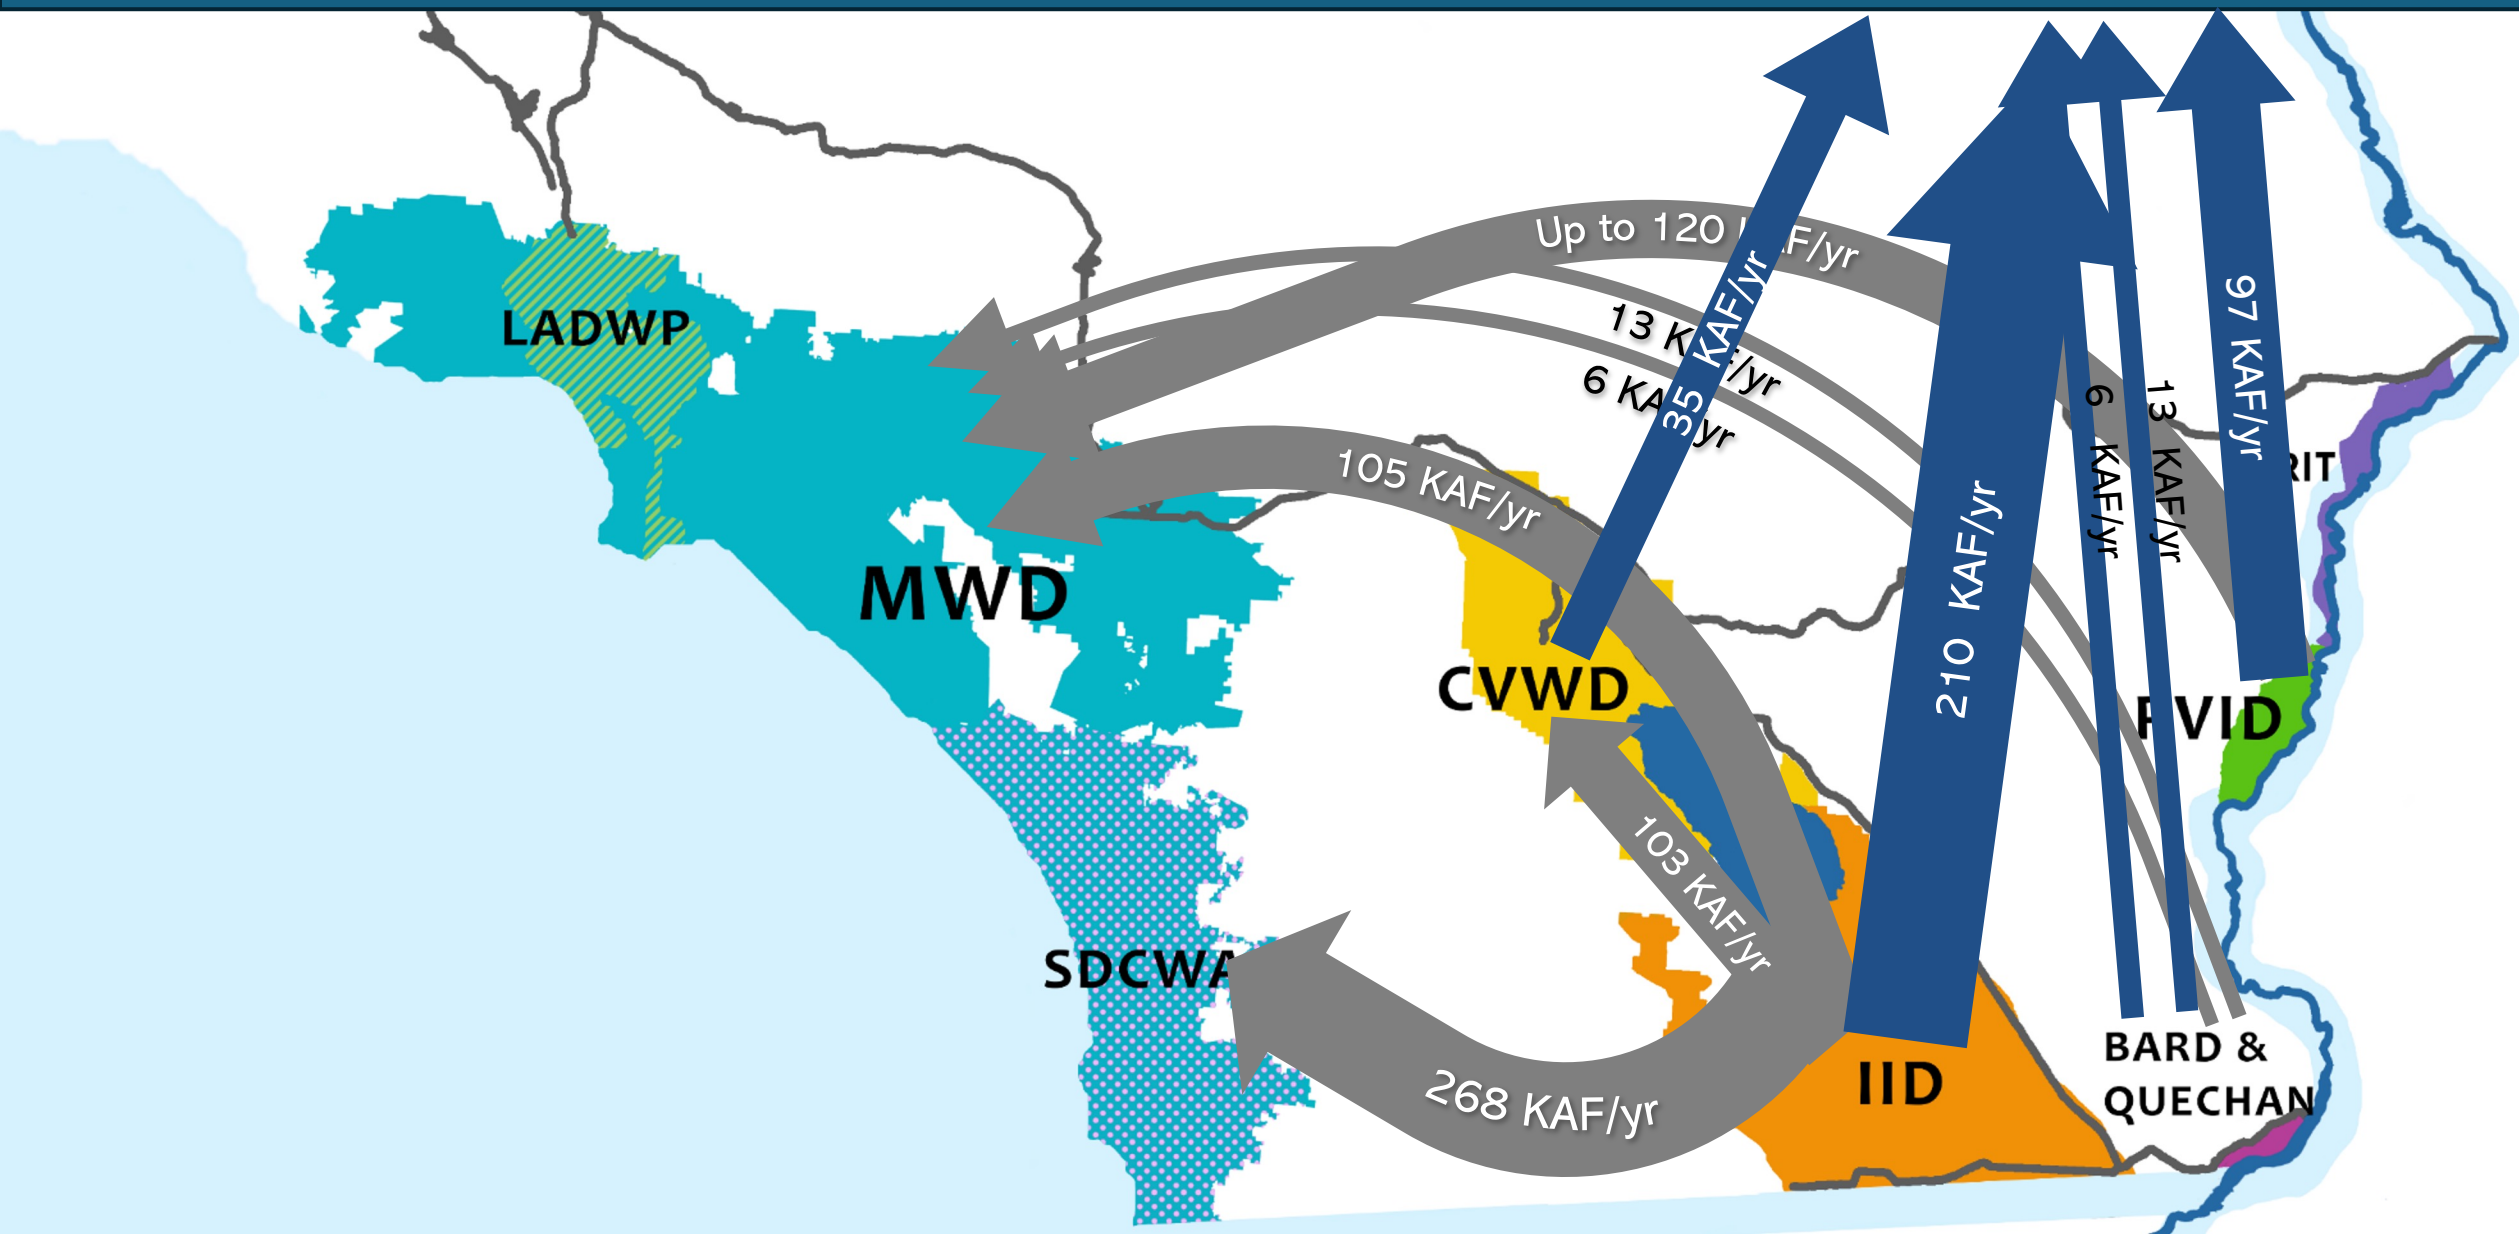 Up to 120 AF/yr
13 K /yr
6 KA yr
35 KAF/yr
97 KAF/yr
LADWP
6 KAF/yr
13 KAF/yr
RIT
105 KAF/yr
210 KAF/yr
MWD
CVWD
PVID
103 KAF/yr
SDCWA
268 KAF/yr
BARD &
QUECHAN
IID